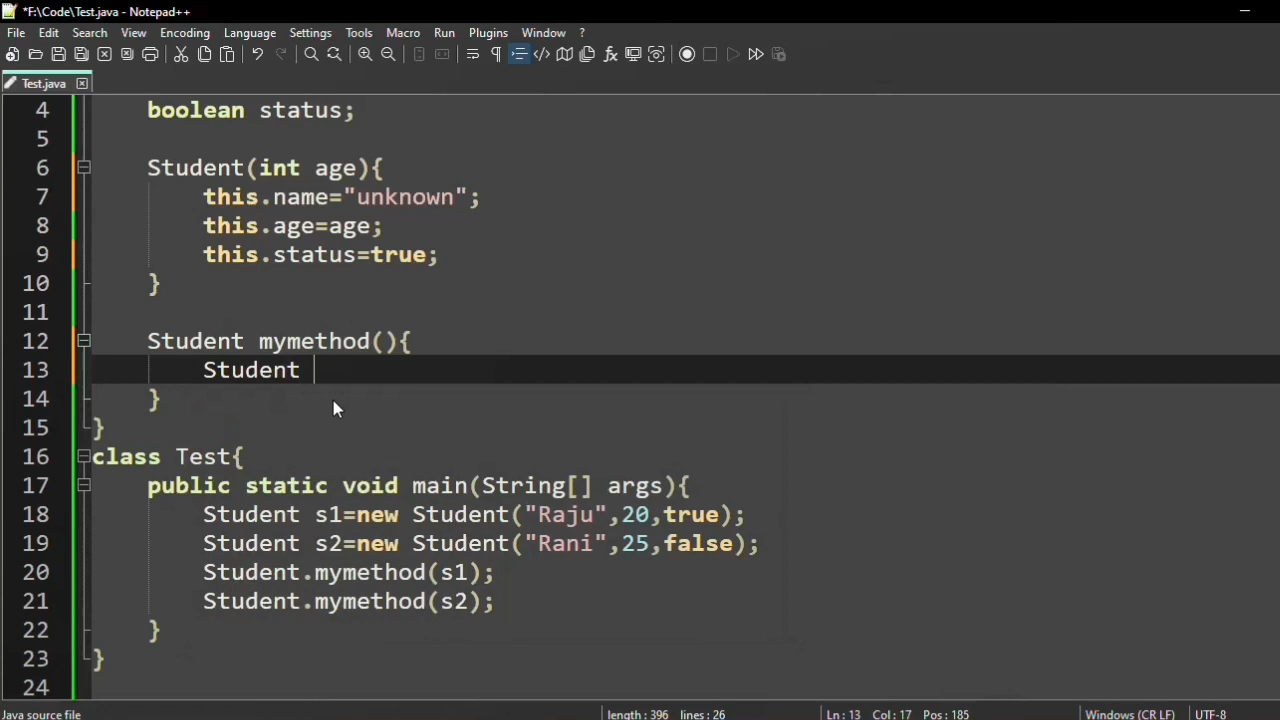 *F:\Code\Test.java - Notepad++
File Edit Search View Encoding Language Settings Tools Macro Run Plugins Window ?
Test.java
4 boolean status;
5
6 Student(int age){
7 this.name="unknown";
8 this.age=age;
9 this.status=true;
10 }
11
12 Student mymethod(){
13 Student
14 }
15 }
16 class Test{
17 public static void main(String[] args){
18 Student s1=new Student("Raju",20,true);
19 Student s2=new Student("Rani",25,false);
20 Student.mymethod(s1);
21 Student.mymethod(s2);
22 }
23 }
24
Java source file length : 396 lines : 26 Ln : 13 Col : 17 Pos : 185 Windows (CR LF) UTF-8